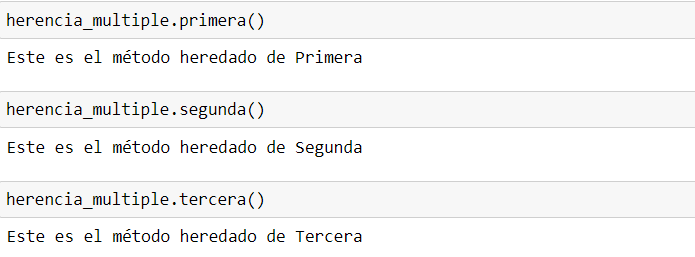 herencia_multiple.primera()
Este es el método heredado de Primera
herencia_multiple.segunda()
Este es el método heredado de Segunda
herencia_multiple.tercera()
Este es el método heredado de Tercera